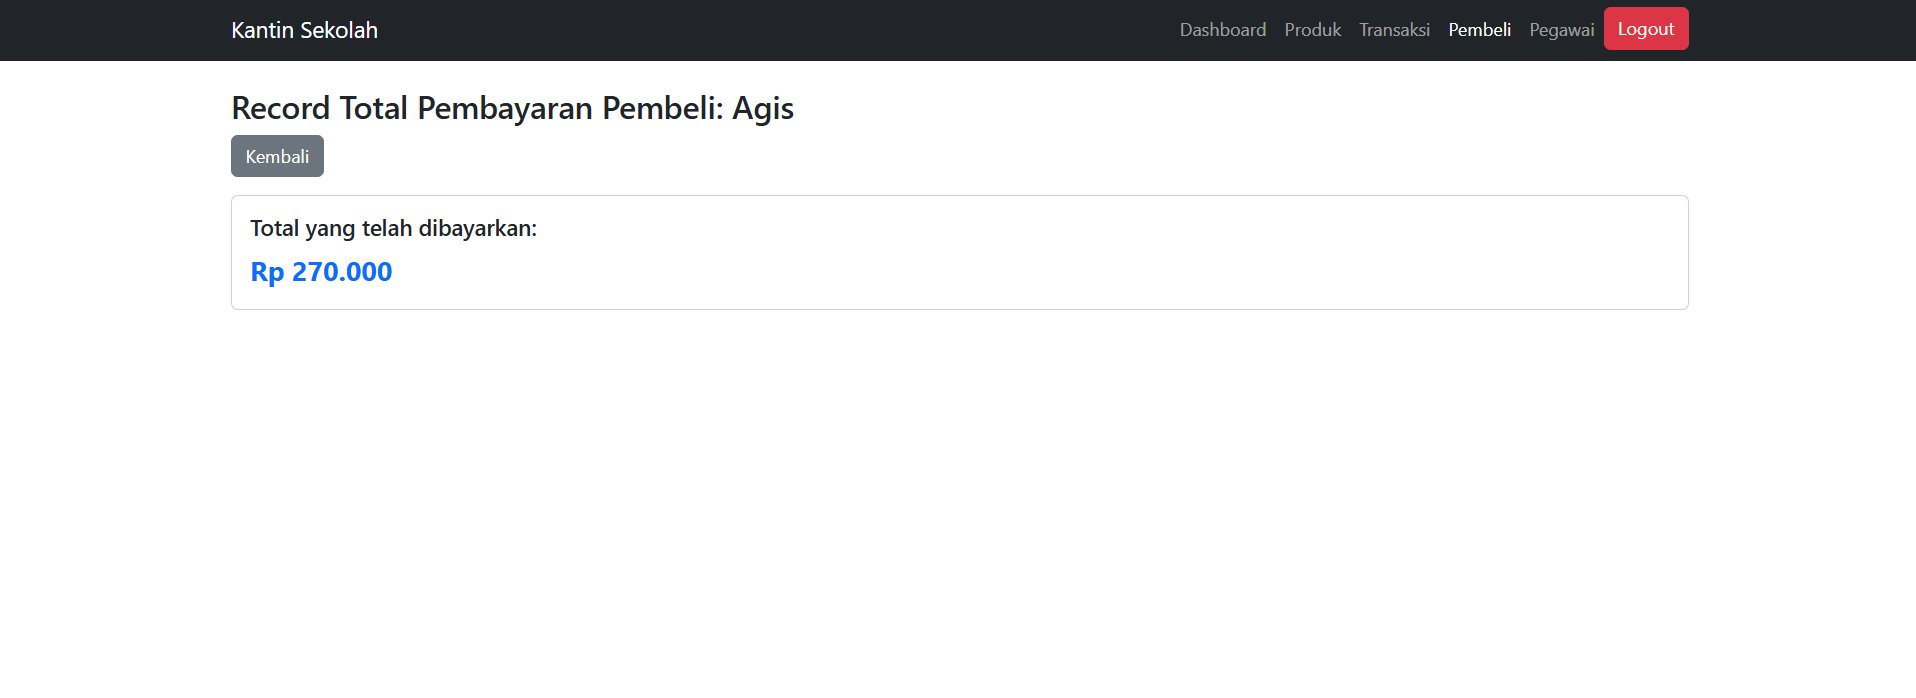 Kantin Sekolah Dashboard Produk Transaksi Pembeli Pegawai Logout
Record Total Pembayaran Pembeli: Agis
Kembali
Total yang telah dibayarkan:
Rp 270.000